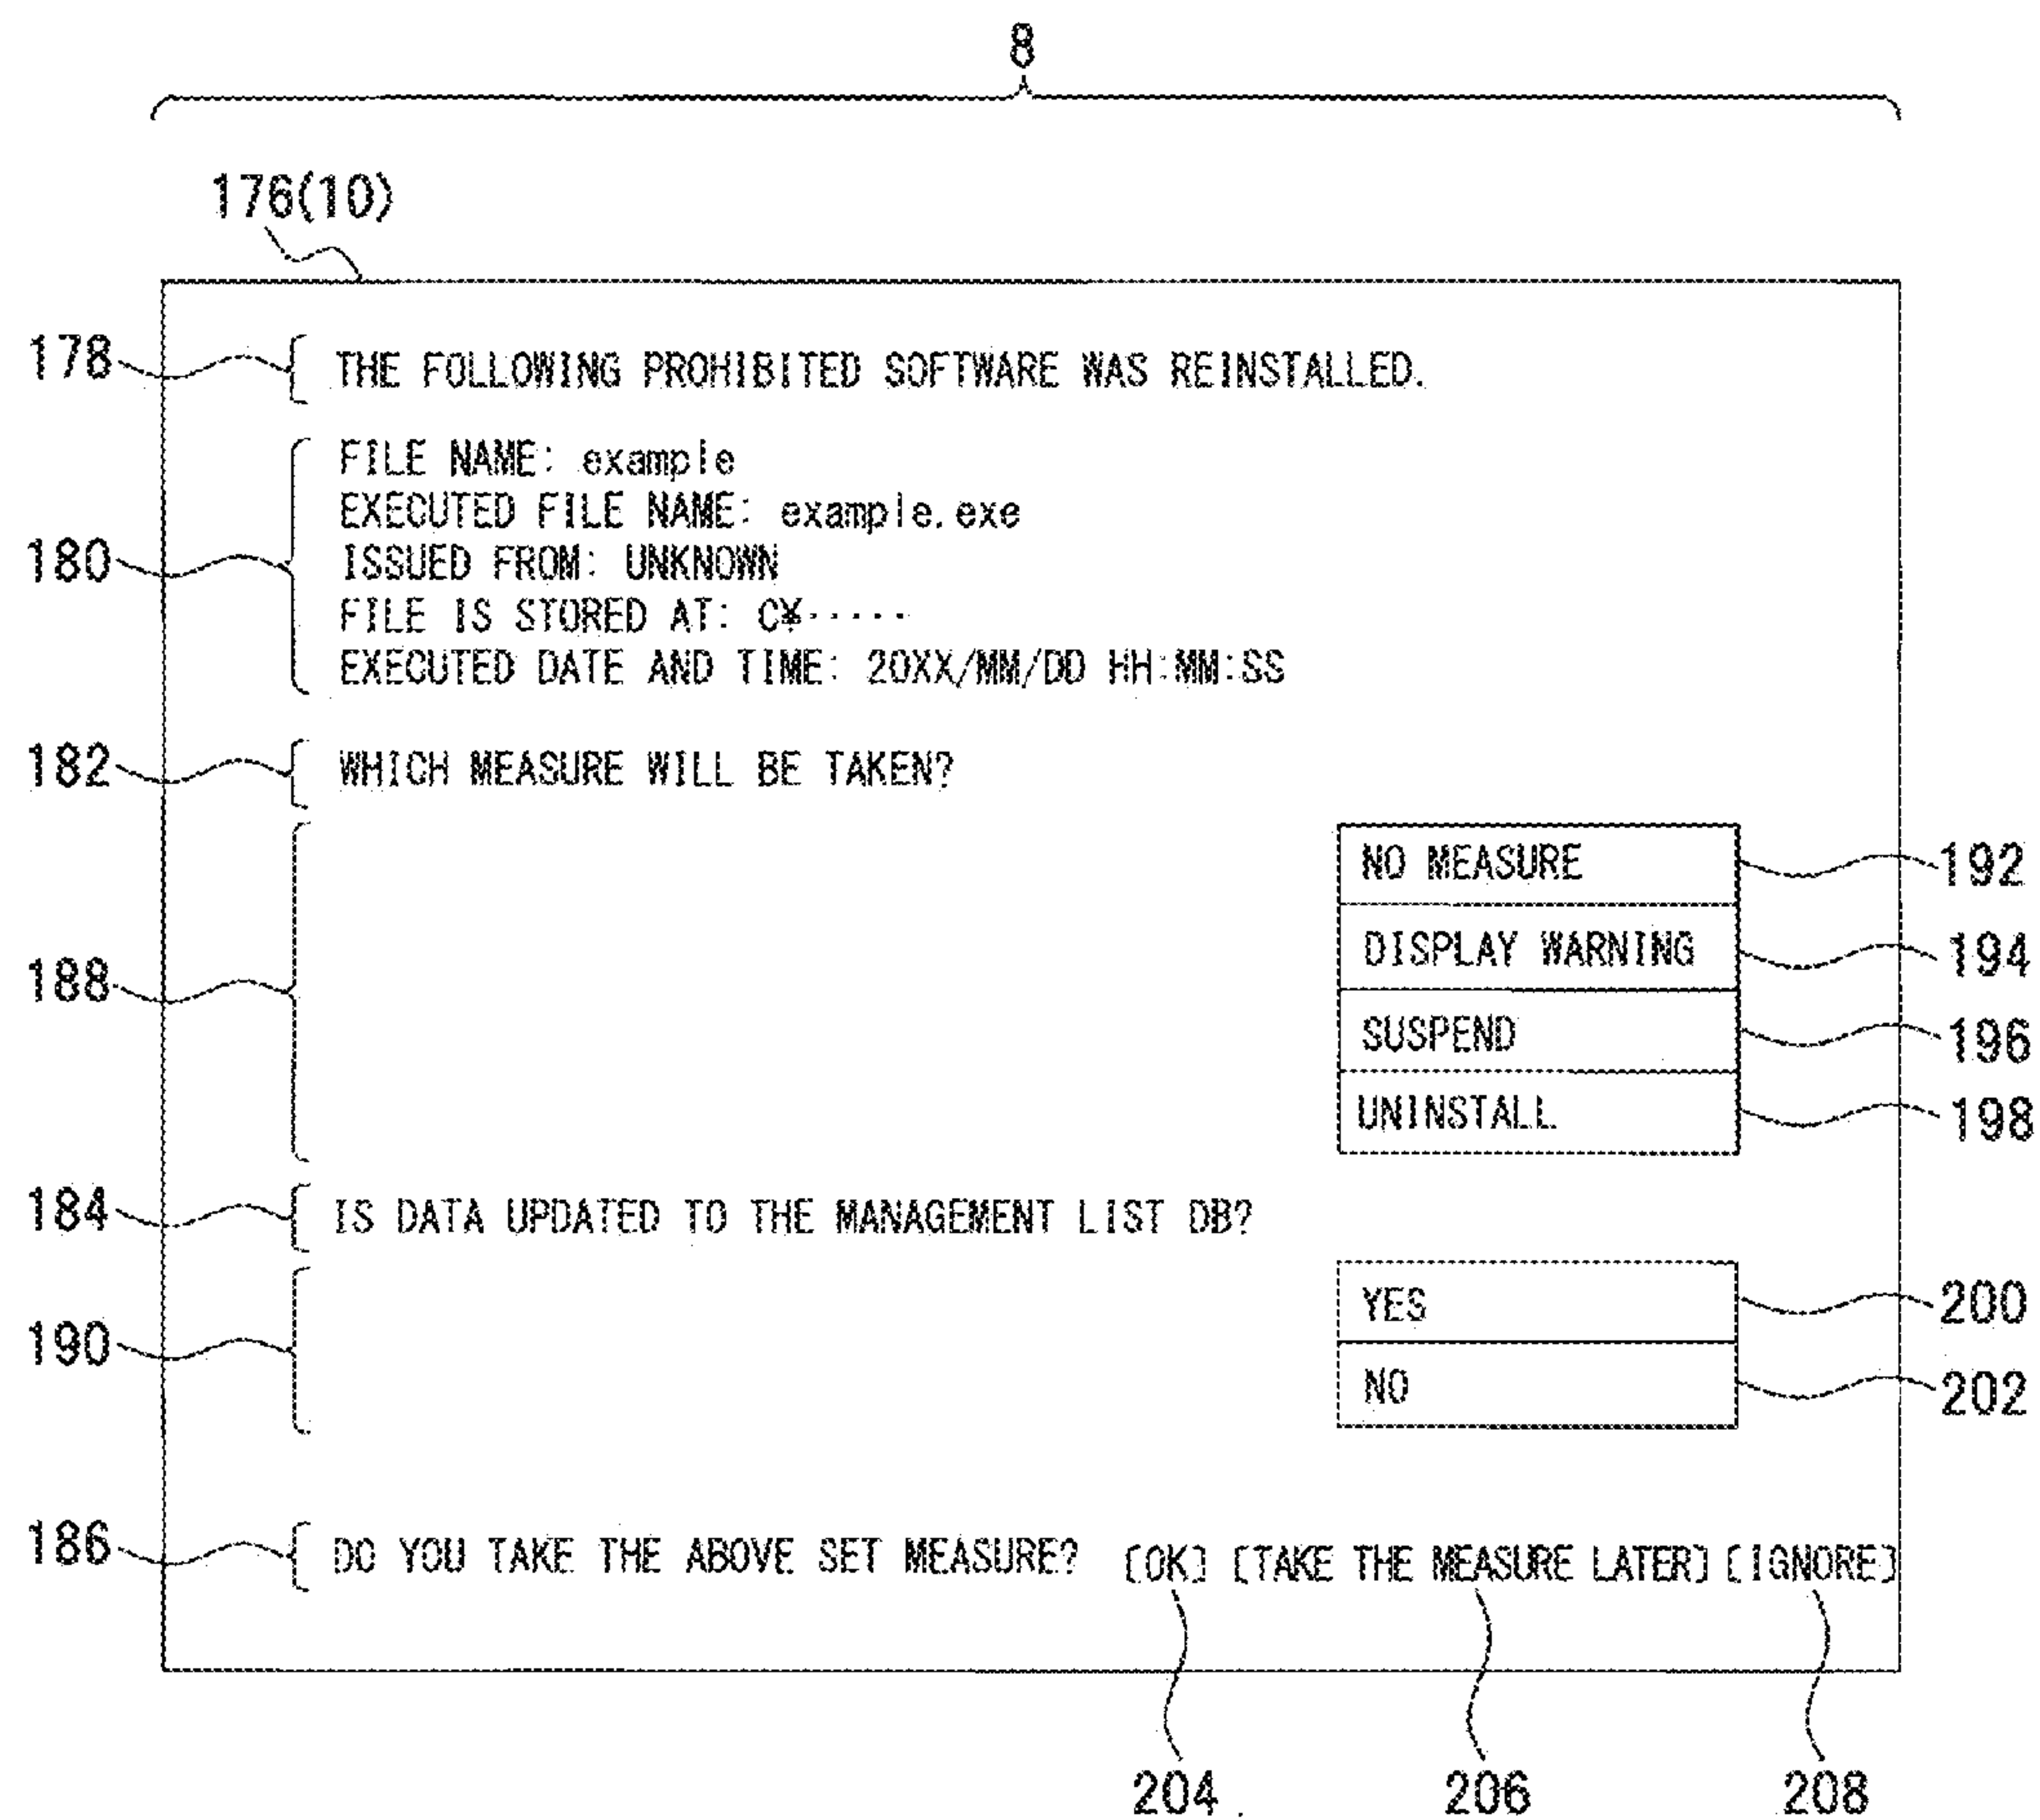 8
176(10)
178 THE FOLLOWING PROHIBITED SOFTWARE WAS REINSTALLED.
FILE NAME: example
EXECUTED FILE NAME: example.exe
180 ISSUED FROM: UNKNOWN
FILE IS STORED AT: C¥·····
EXECUTED DATE AND TIME: 20XX/MM/DD HH:MM:SS
182 WHICH MEASURE WILL BE TAKEN?
NO MEASURE 192
DISPLAY WARNING 194
188
SUSPEND 196
UNINSTALL 198
184 IS DATA UPDATED TO THE MANAGEMENT LIST DB?
YES 200
190
NO 202
186 DO YOU TAKE THE ABOVE SET MEASURE? [OK] [TAKE THE MEASURE LATER] [IGNORE]
204 206 208